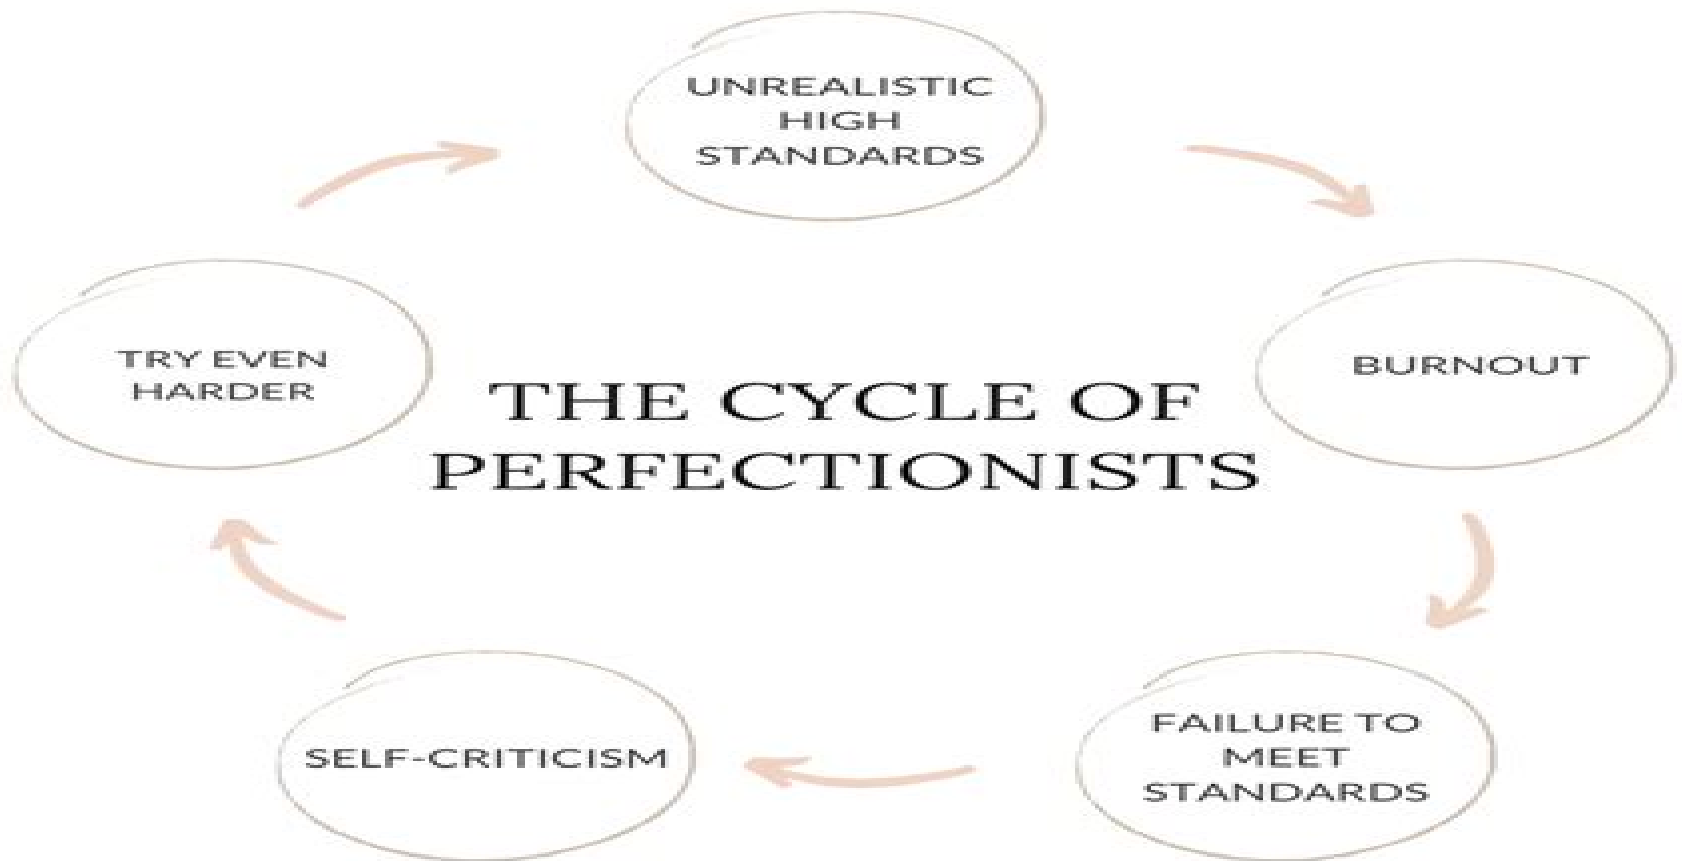 UNREALISTIC
HIGH
STANDARDS
BURNOUT
FAILURE TO
MEET
STANDARDS
SELF-CRITICISM
TRY EVEN
HARDER
THE CYCLE OF
PERFECTIONISTS